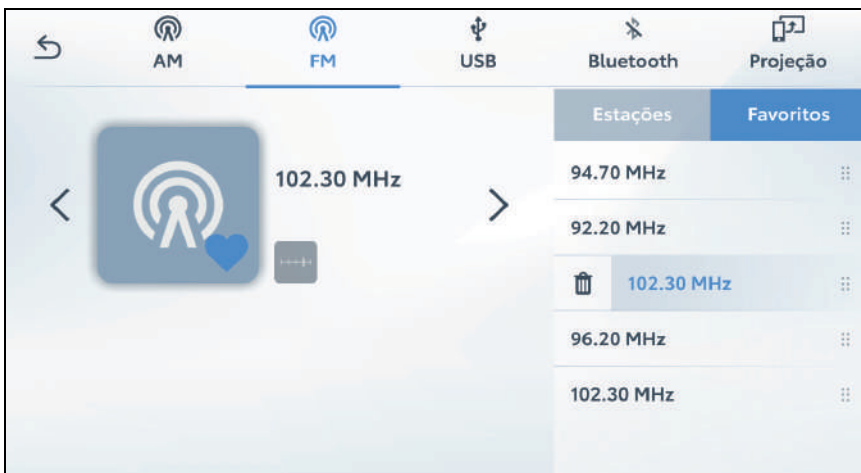 AM FM USB Bluetooth Projeção
Estações Favoritos
102.30 MHz
94.70 MHz
92.20 MHz
102.30 MHz
96.20 MHz
102.30 MHz